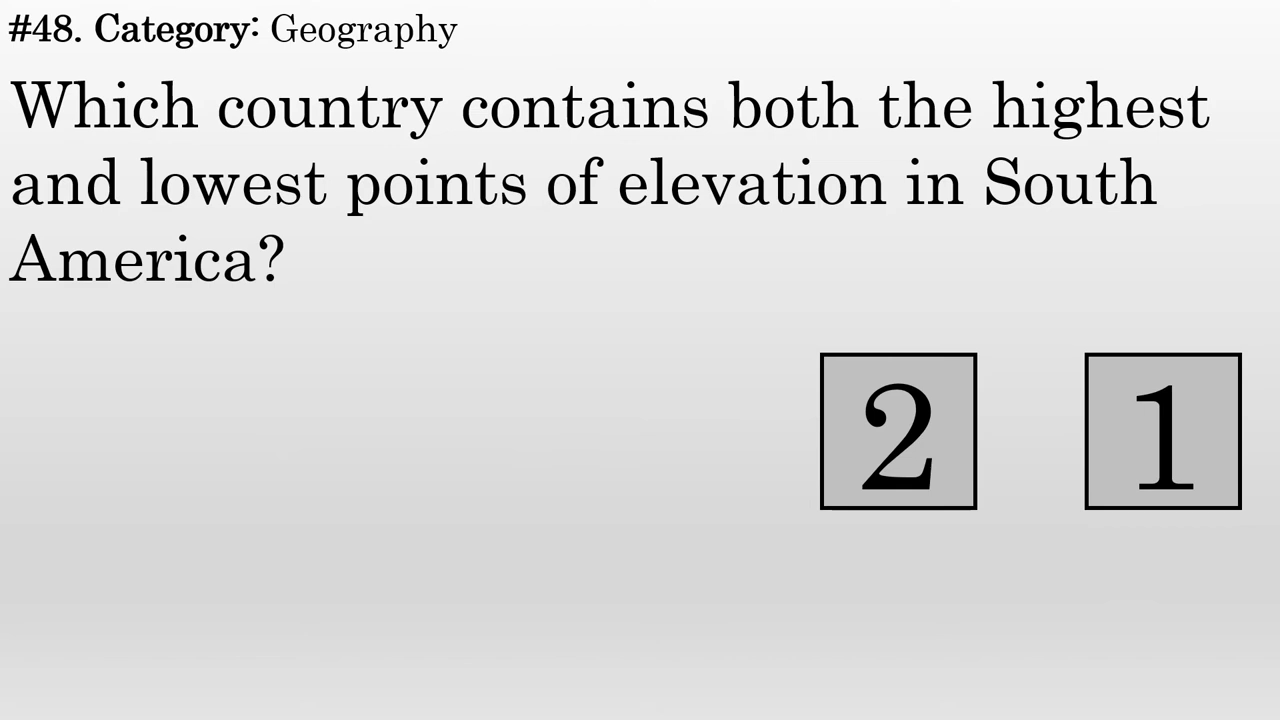 #48. Category: Geography
Which country contains both the highest
and lowest points of elevation in South
America?
2 1